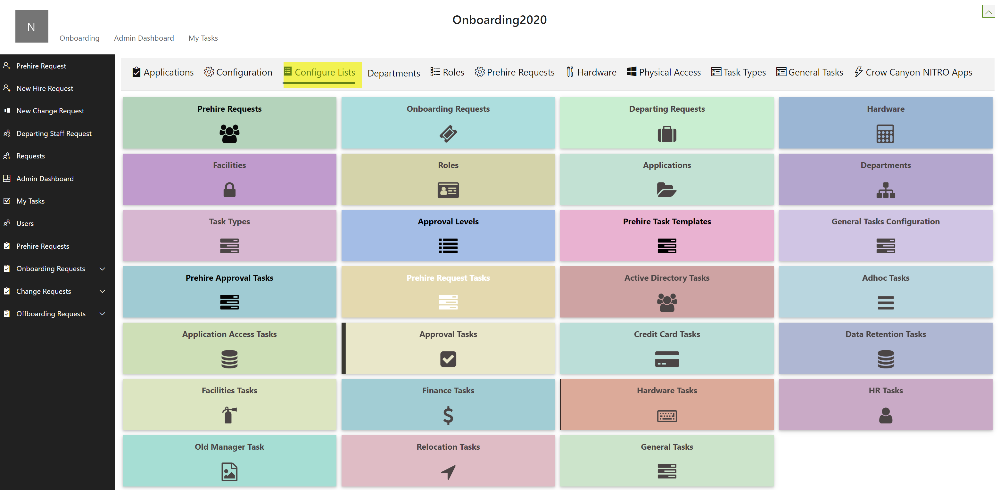 Onboarding2020
N
Onboarding Admin Dashboard My Tasks
Prehire Request
New Hire Request
New Change Request
Departing Staff Request
Requests
Admin Dashboard
My Tasks
Users
Prehire Requests
Onboarding Requests
Change Requests
Offboarding Requests
Applications Configuration Configure Lists Departments Roles Prehire Requests Hardware Physical Access Task Types General Tasks Crow Canyon NITRO Apps
Prehire Requests Onboarding Requests Departing Requests Hardware
Facilities Roles Applications Departments
Task Types Approval Levels Prehire Task Templates General Tasks Configuration
Prehire Approval Tasks Prehire Request Tasks Active Directory Tasks Adhoc Tasks
Application Access Tasks Approval Tasks Credit Card Tasks Data Retention Tasks
Facilities Tasks Finance Tasks Hardware Tasks HR Tasks
Old Manager Task Relocation Tasks General Tasks